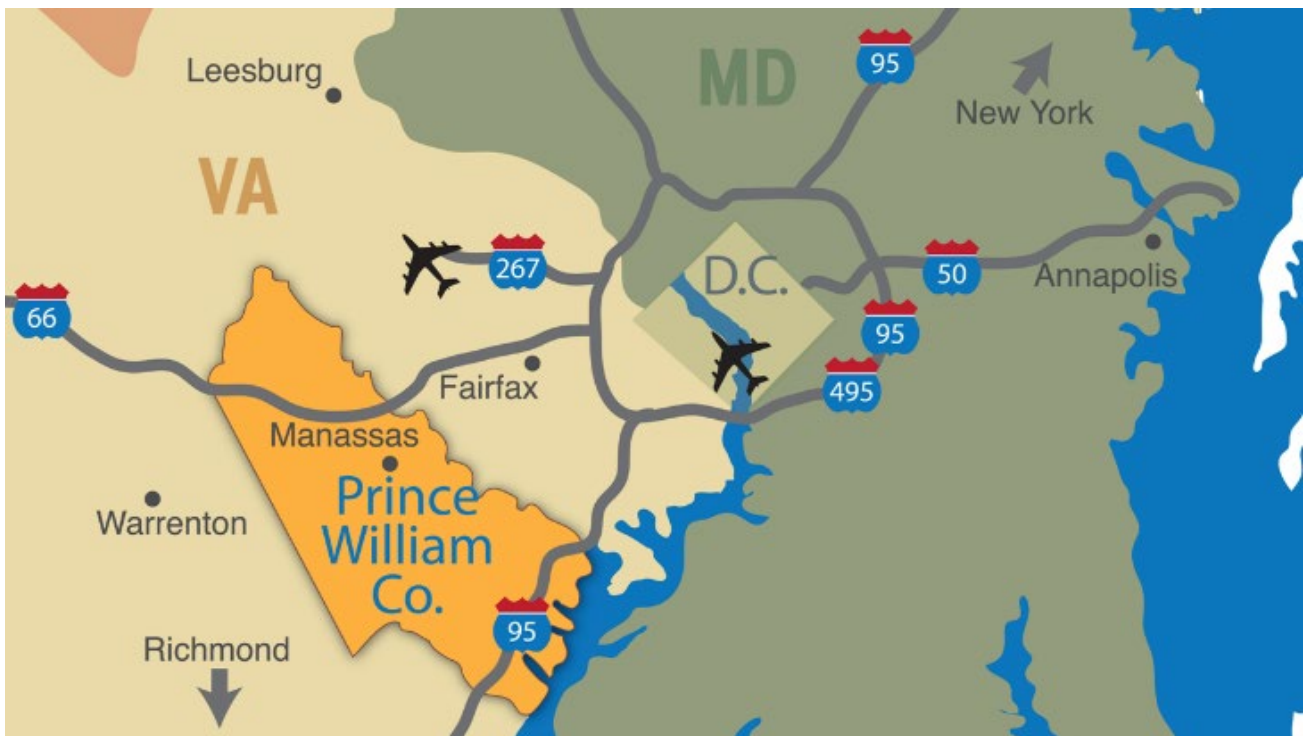 Leesburg
MD
95
New York
VA
267
D.C.
50
Annapolis
66
95
Fairfax
495
Manassas
Prince
William
Co.
Warrenton
95
Richmond